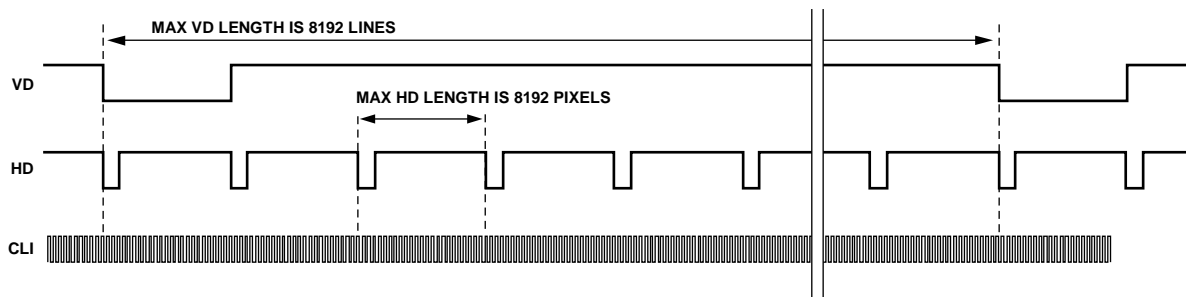 MAX VD LENGTH IS 8192 LINES
VD
MAX HD LENGTH IS 8192 PIXELS
HD
CLI